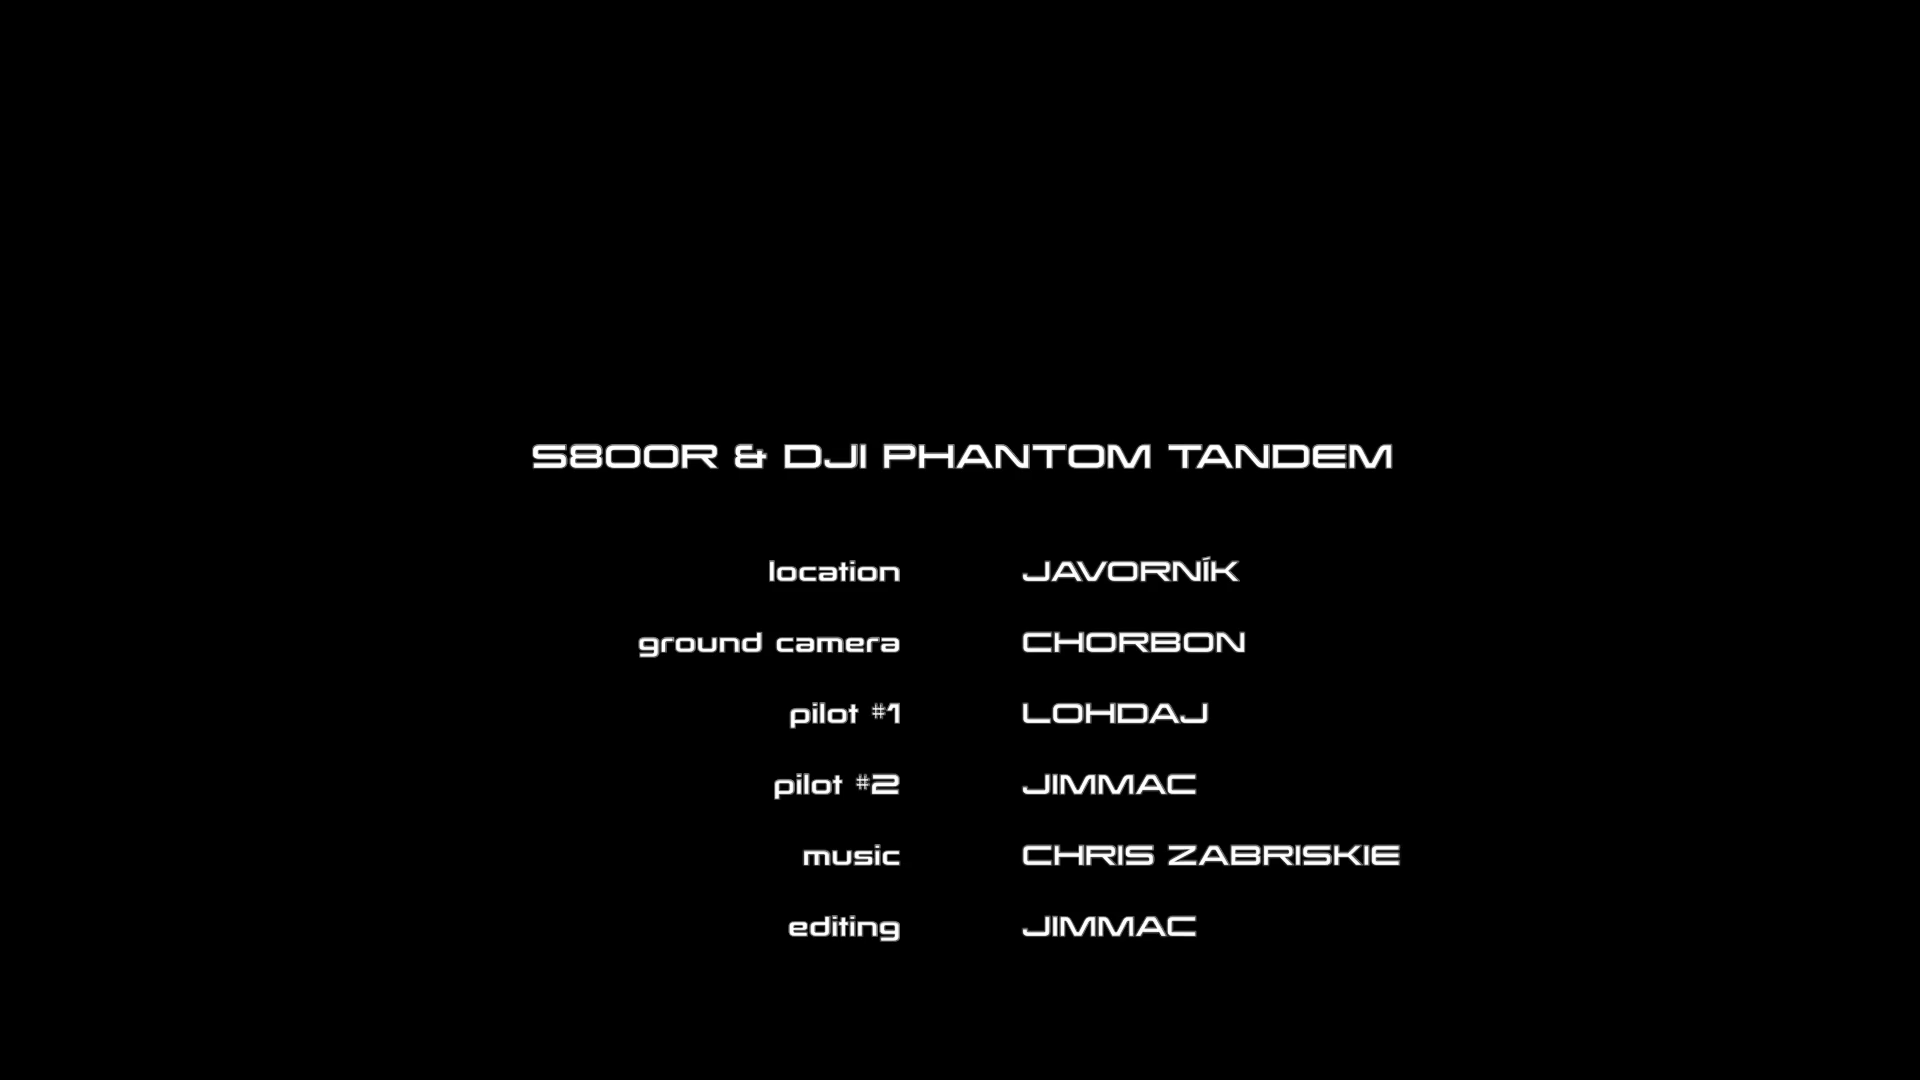 S800R & DJI PHANTOM TANDEM
location JAVORNÍK
ground camera CHORBON
pilot #1 LOHDAJ
pilot #2 JIMMAC
music CHRIS ZABRISKIE
editing JIMMAC